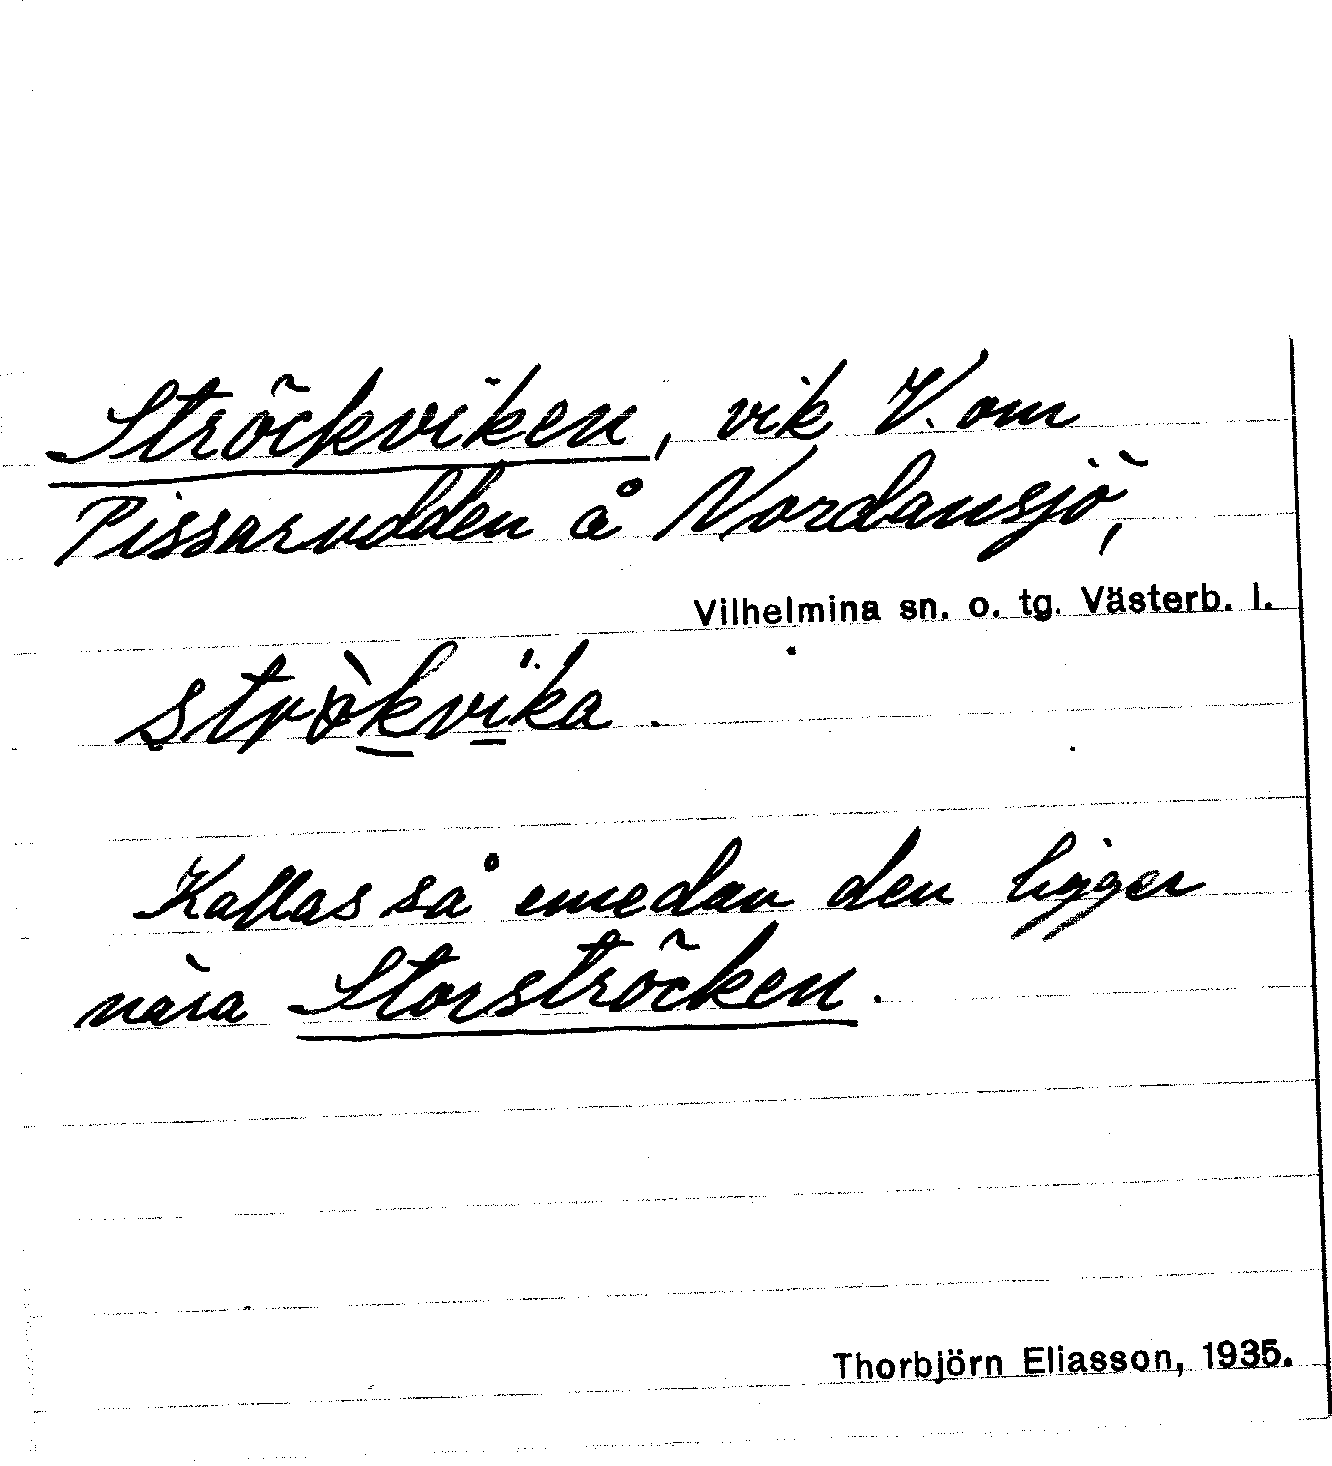 Ströckviken, vik V. om
Pissarudden å Nordansjö,
Vilhelmina sn. o. tg. Västerb. l.
Kallas så emedan den ligger
nära Storströcken.
Thorbjörn Eliasson, 1935.